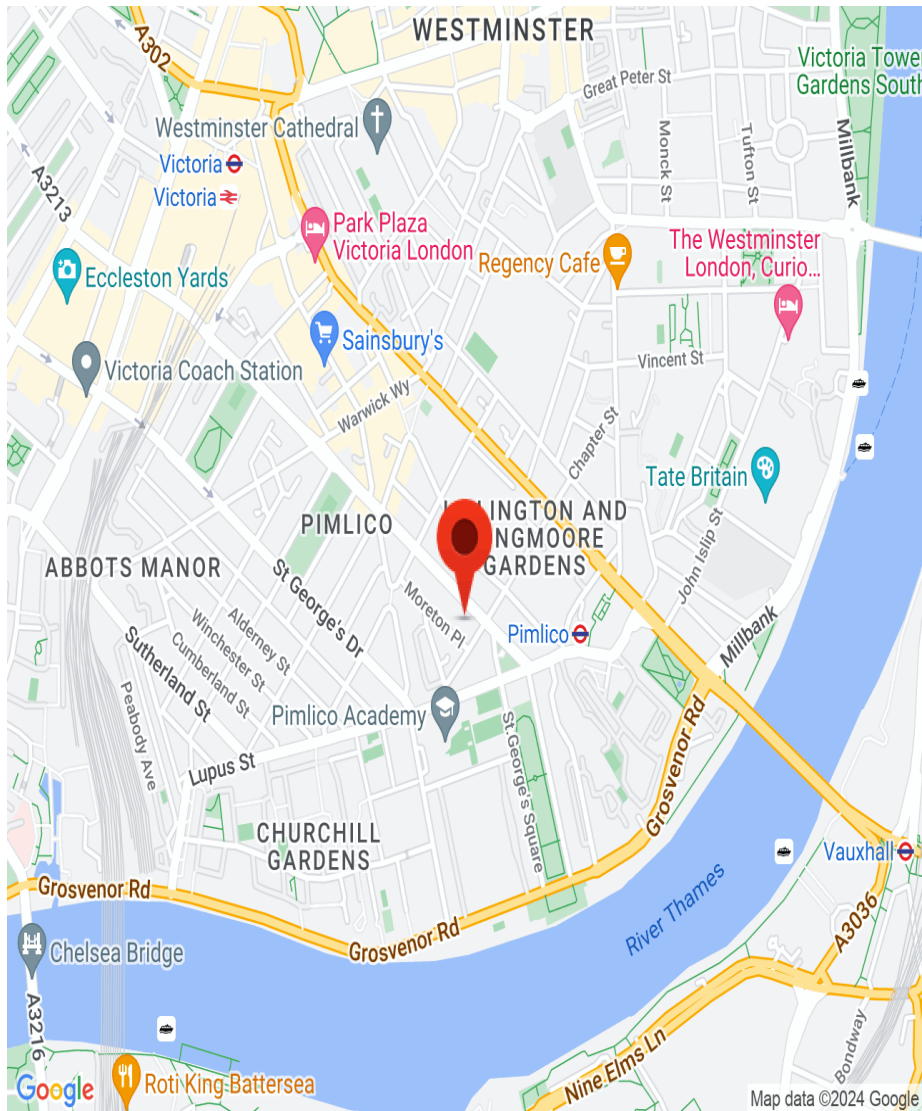 WESTMINSTER
A302
Great Peter St
Victoria Tower
Gardens South
Westminster Cathedral
Monck St
Tufton St
Millbank
Victoria
Victoria
A3213
Park Plaza
Victoria London
Regency Cafe
The Westminster
London, Curio...
Eccleston Yards
Sainsbury's
Vincent St
Victoria Coach Station
Warwick Wy
Chapter St
Tate Britain
PIMLICO
INGTON AND
NGMOORE
GARDENS
ABBOTS MANOR
John Islip St
St George's Dr
Moreton Pl
Alderney St
Winchester St
Cumberland St
Sutherland St
Pimlico
Millbank
Peabody Ave
Pimlico Academy
St.George's Square
Grosvenor Rd
Lupus St
CHURCHILL
GARDENS
Vauxhall
Grosvenor Rd
River Thames
A3036
Grosvenor Rd
Chelsea Bridge
A3216
Nine Elms Ln
Bondway
Roti King Battersea
Google
Map data ©2024 Google